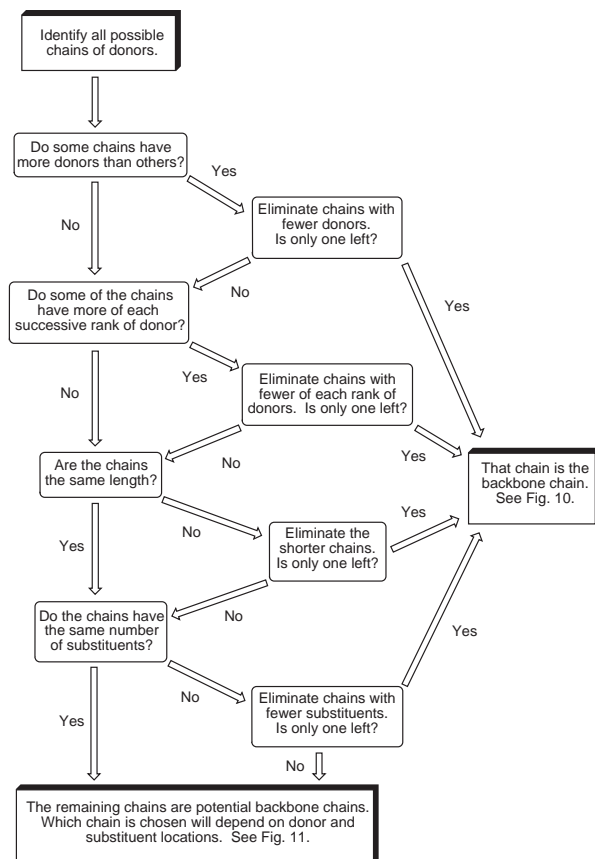 Identify all possible
chains of donors.
Do some chains have
more donors than others?
Yes
No
Eliminate chains with
fewer donors.
Is only one left?
No
Yes
Do some of the chains
have more of each
successive rank of donor?
Yes
No
Eliminate chains with
fewer of each rank of
donors. Is only one left?
No
Yes
Are the chains
the same length?
That chain is the
backbone chain.
See Fig. 10.
No
Yes
Yes
Eliminate the
shorter chains.
Is only one left?
No
Yes
Do the chains have
the same number
of substituents?
No
Yes
Eliminate chains with
fewer substituents.
Is only one left?
No
The remaining chains are potential backbone chains.
Which chain is chosen will depend on donor and
substituent locations. See Fig. 11.